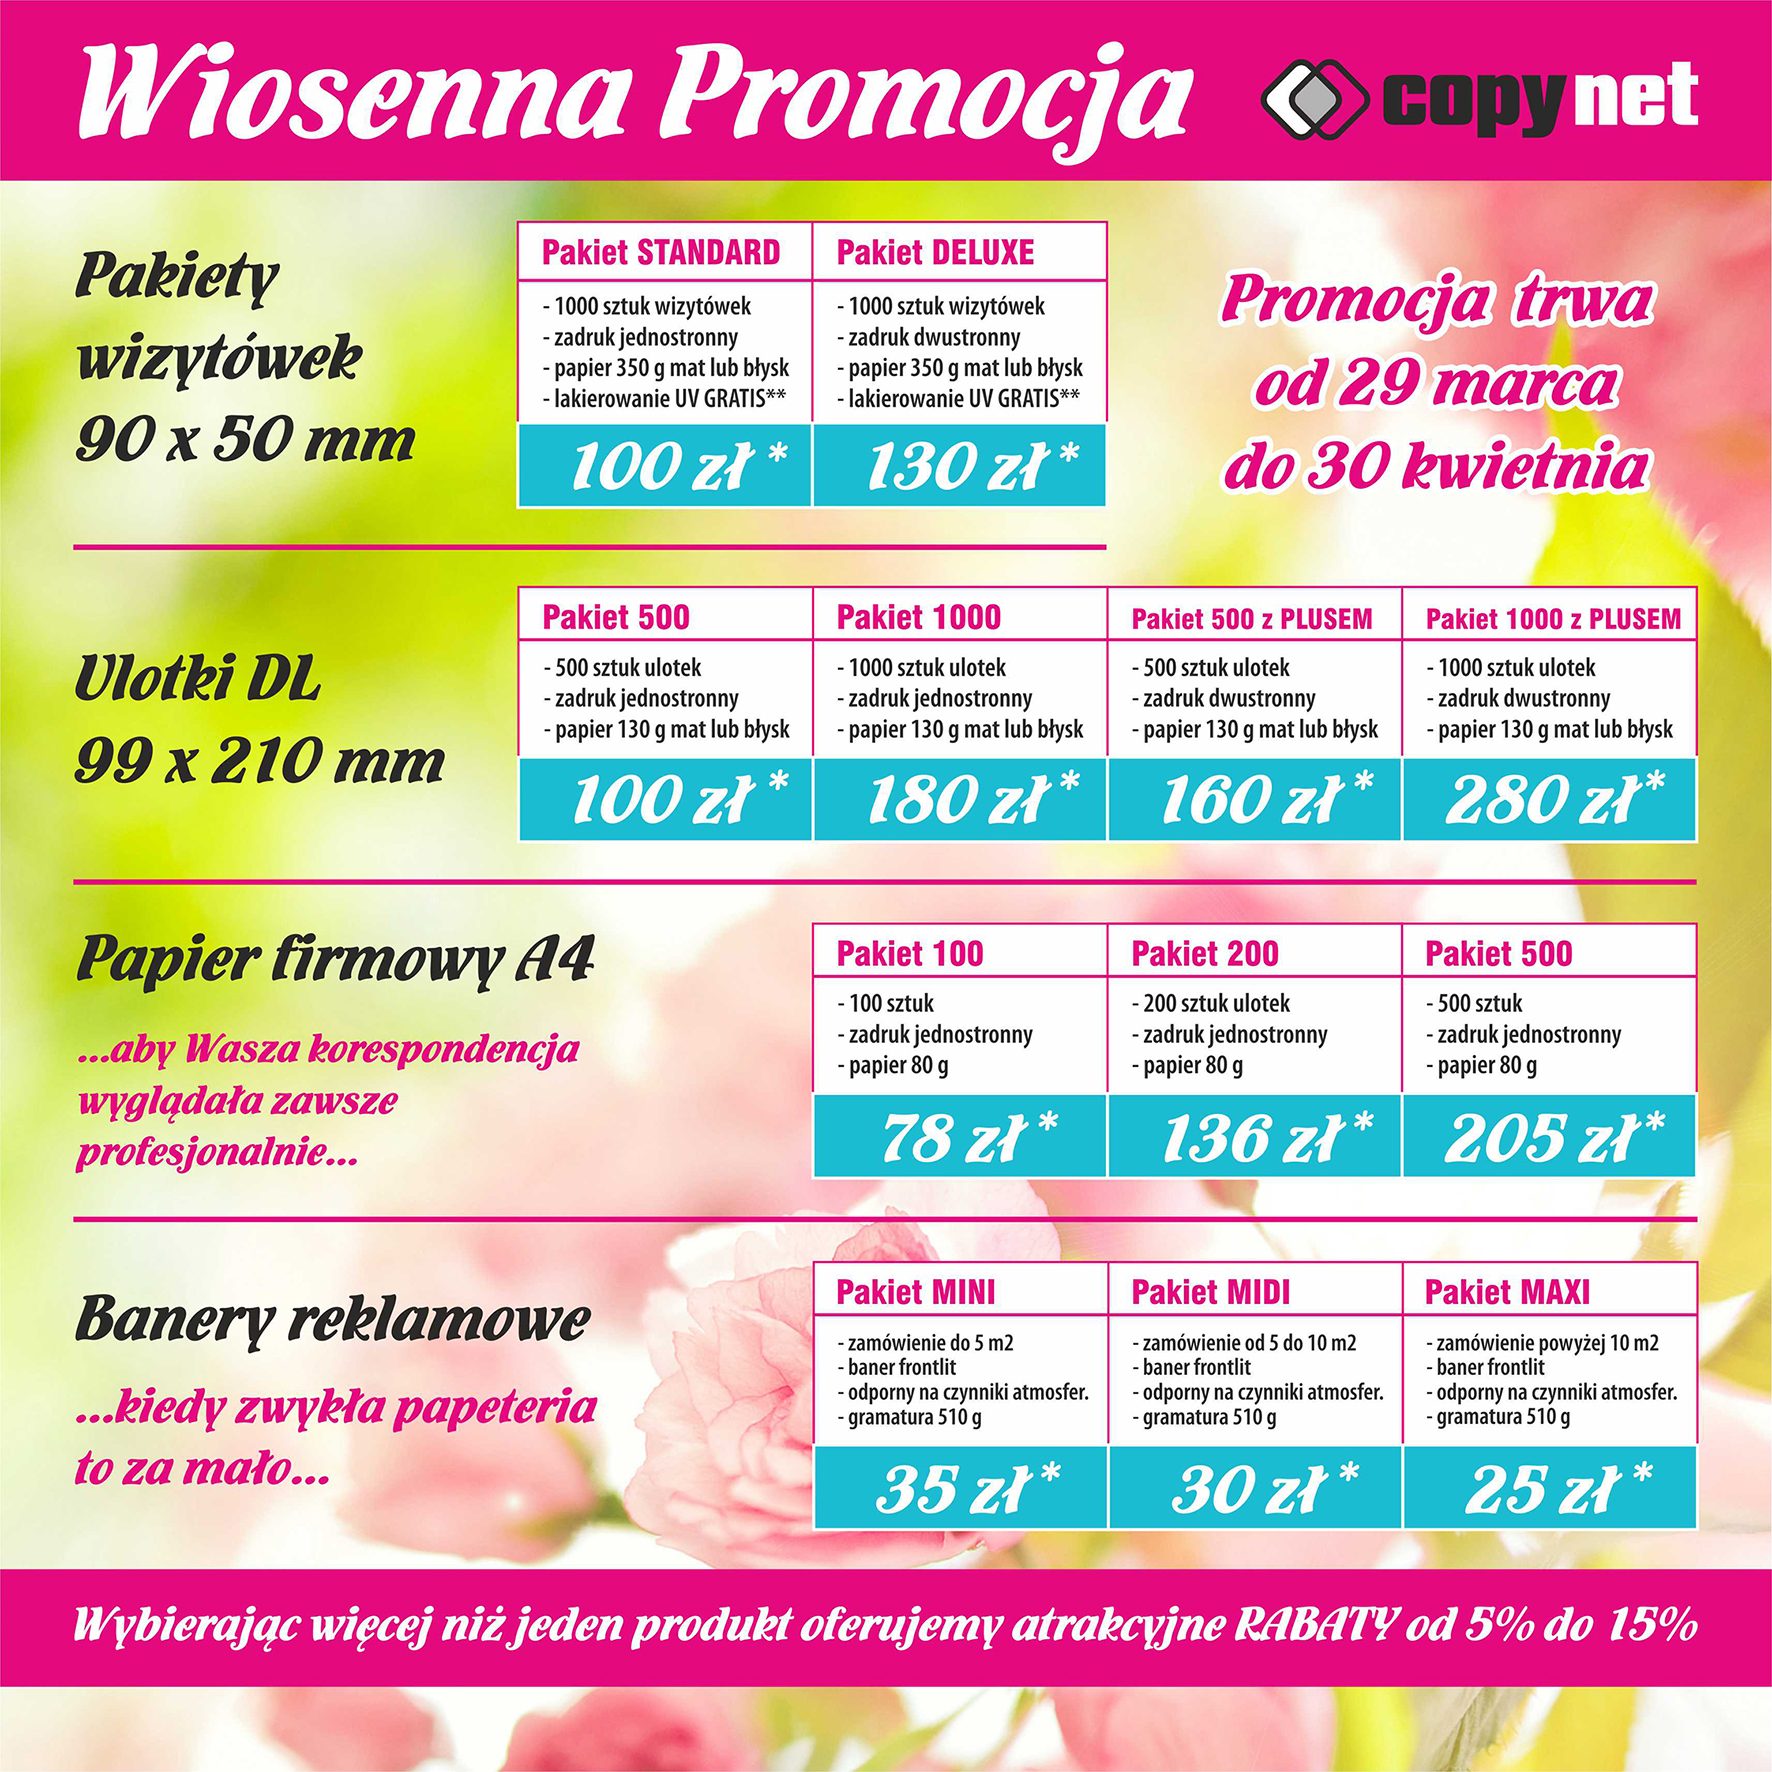 Wiosenna Promocja
copynet
Pakiety
wizytówek
90 x 50 mm
Pakiet STANDARD
- 1000 sztuk wizytówek
- zadruk jednostronny
- papier 350 g mat lub błysk
- lakierowanie UV GRATIS**
100 zł *
Pakiet DELUXE
- 1000 sztuk wizytówek
- zadruk dwustronny
- papier 350 g mat lub błysk
- lakierowanie UV GRATIS**
130 zł *
Promocja trwa
od 29 marca
do 30 kwietnia
Ulotki DL
99 x 210 mm
Pakiet 500
- 500 sztuk ulotek
- zadruk jednostronny
- papier 130 g mat lub błysk
100 zł *
Pakiet 1000
- 1000 sztuk ulotek
- zadruk jednostronny
- papier 130 g mat lub błysk
180 zł *
Pakiet 500 z PLUSEM
- 500 sztuk ulotek
- zadruk dwustronny
- papier 130 g mat lub błysk
160 zł *
Pakiet 1000 z PLUSEM
- 1000 sztuk ulotek
- zadruk dwustronny
- papier 130 g mat lub błysk
280 zł *
Papier firmowy A4
...aby Wasza korespondencja
wyglądała zawsze
profesjonalnie...
Pakiet 100
- 100 sztuk
- zadruk jednostronny
- papier 80 g
78 zł *
Pakiet 200
- 200 sztuk ulotek
- zadruk jednostronny
- papier 80 g
136 zł *
Pakiet 500
- 500 sztuk
- zadruk jednostronny
- papier 80 g
205 zł *
Banery reklamowe
...kiedy zwykła papeteria
to za mało...
Pakiet MINI
- zamówienie do 5 m2
- baner frontlit
- odporny na czynniki atmosfer.
- gramatura 510 g
35 zł *
Pakiet MIDI
- zamówienie od 5 do 10 m2
- baner frontlit
- odporny na czynniki atmosfer.
- gramatura 510 g
30 zł *
Pakiet MAXI
- zamówienie powyżej 10 m2
- baner frontlit
- odporny na czynniki atmosfer.
- gramatura 510 g
25 zł *
Wybierając więcej niż jeden produkt oferujemy atrakcyjne RABATY od 5% do 15%